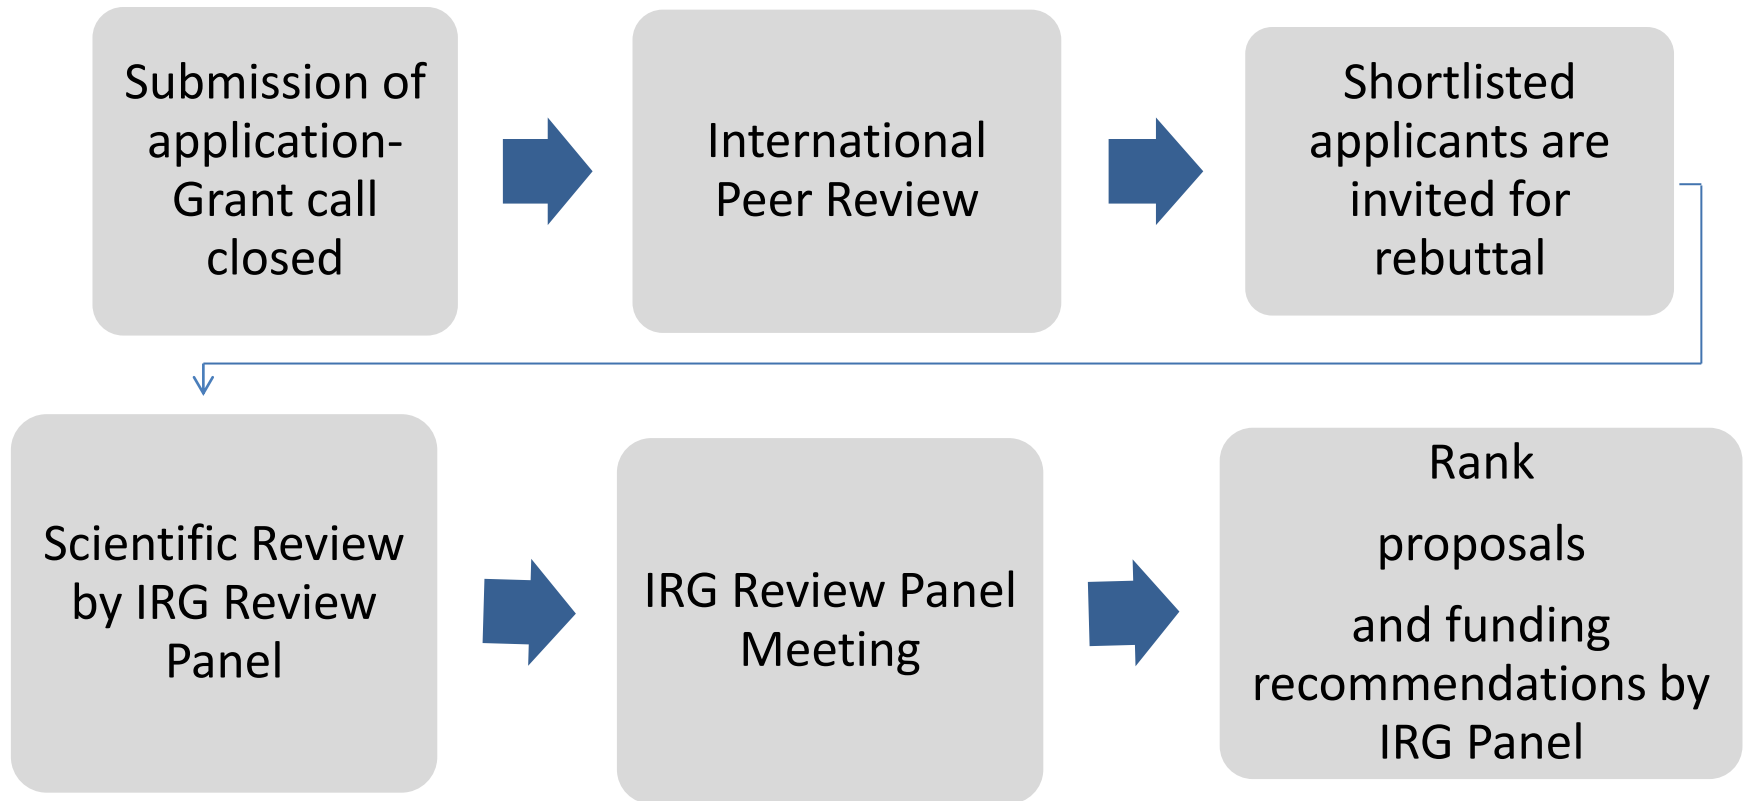 Submission of
application-
Grant call
closed
International
Peer Review
Shortlisted
applicants are
invited for
rebuttal
Scientific Review
by IRG Review
Panel
IRG Review Panel
Meeting
Rank
proposals
and funding
recommendations by
IRG Panel